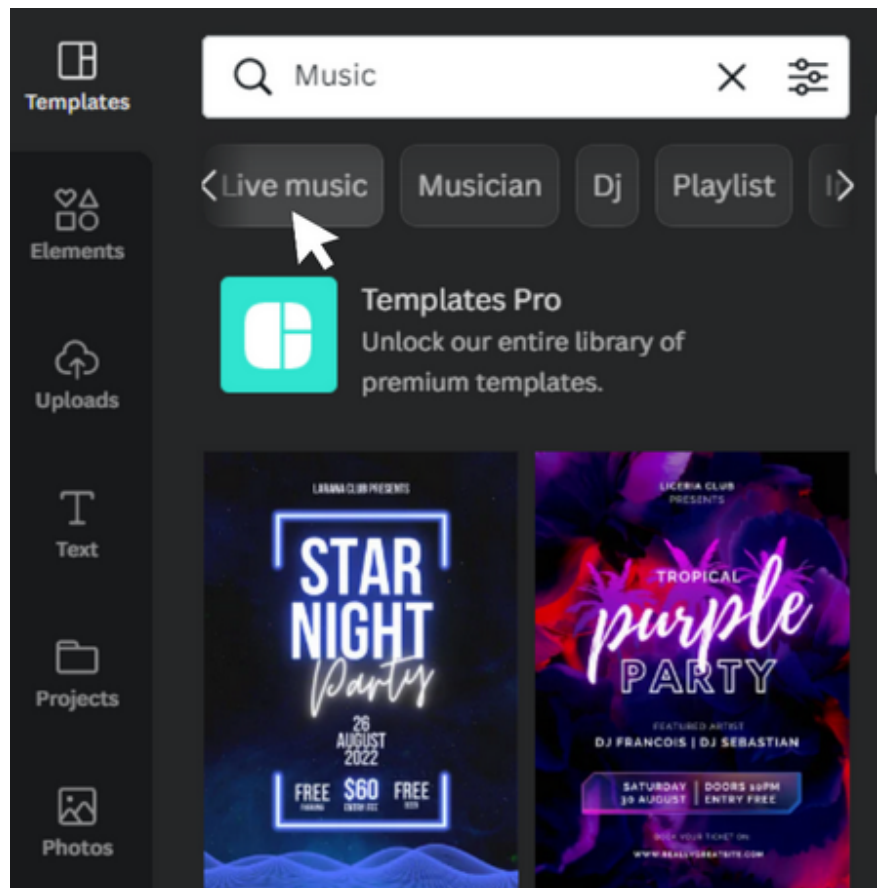 Templates
Music
Live music
Musician
Dj
Playlist
Elements
Templates Pro
Unlock our entire library of
premium templates.
Uploads
Text
Projects
Photos
LARANA CLUB PRESENTS
STAR
NIGHT
Party
26
AUGUST
2022
FREE $60 FREE
PARKING ENTRY FEE
LICERIA CLUB
PRESENTS
TROPICAL
purple
PARTY
FEATURED ARTIST
DJ FRANCOIS | DJ SEBASTIAN
SATURDAY DOORS 10PM
30 AUGUST ENTRY FREE
BOOK YOUR TICKET ON
WWW.REALLYGREATSITE.COM